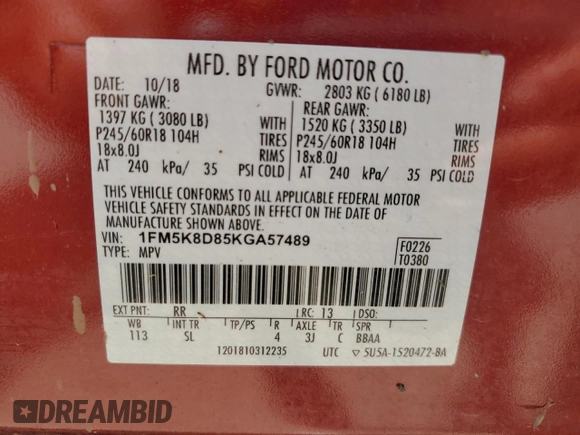 MFD. BY FORD MOTOR CO.
DATE: 10/18 GVWR: 2803 KG ( 6180 LB)
FRONT GAWR: REAR GAWR:
1397 KG ( 3080 LB) WITH 1520 KG ( 3350 LB) WITH
P245/60R18 104H TIRES P245/60R18 104H TIRES
18x8.0J RIMS 18x8.0J RIMS
AT 240 kPa/ 35 PSI COLD AT 240 kPa/ 35 PSI COLD
THIS VEHICLE CONFORMS TO ALL APPLICABLE FEDERAL MOTOR
VEHICLE SAFETY STANDARDS IN EFFECT ON THE DATE OF
MANUFACTURE SHOWN ABOVE.
VIN: 1FM5K8D85KGA57489 F0226
TYPE: MPV T0380
EXT PNT: RR RC: 13 DSO:
WB INT TR TP/PS R AXLE TR SPR
113 SL 4 3J C BBAA
1201810312235 UTC ▽ 5U5A-1520472-BA
DREAMBID